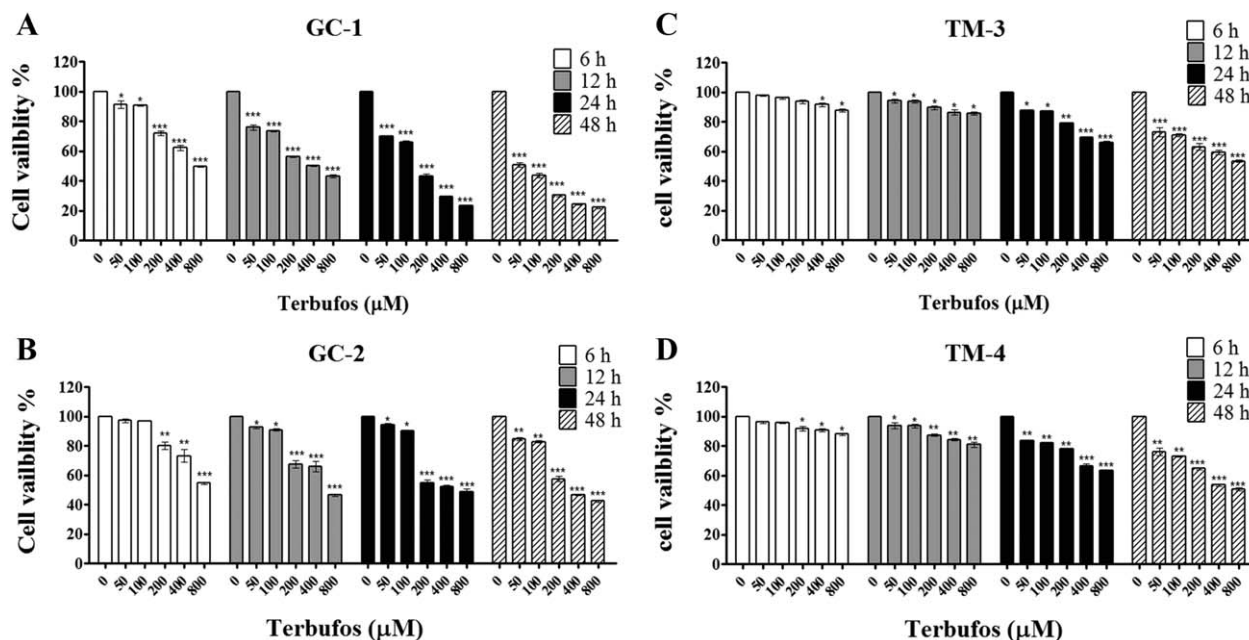 A
GC-1
6 h
12 h
24 h
48 h
Cell vailblity %
120
100
80
60
40
20
0
* * *** *** *** *** *** *** *** *** *** *** *** *** *** *** *** *** *** ***
0 50 100 200 400 800 0 50 100 200 400 800 0 50 100 200 400 800 0 50 100 200 400 800
Terbufos (μM)
C
TM-3
6 h
12 h
24 h
48 h
cell vailblity %
120
100
80
60
40
20
0
* * * * * * * * * ** *** *** *** *** *** *** ***
0 50 100 200 400 800 0 50 100 200 400 800 0 50 100 200 400 800 0 50 100 200 400 800
Terbufos (μM)
B
GC-2
6 h
12 h
24 h
48 h
Cell vailblity %
120
100
80
60
40
20
0
** ** *** * * *** *** *** * * *** *** *** ** ** *** *** ***
0 50 100 200 400 800 0 50 100 200 400 800 0 50 100 200 400 800 0 50 100 200 400 800
Terbufos (μM)
D
TM-4
6 h
12 h
24 h
48 h
cell vailblity %
120
100
80
60
40
20
0
* * * * * ** ** ** ** ** ** *** *** ** ** *** *** ***
0 50 100 200 400 800 0 50 100 200 400 800 0 50 100 200 400 800 0 50 100 200 400 800
Terbufos (μM)